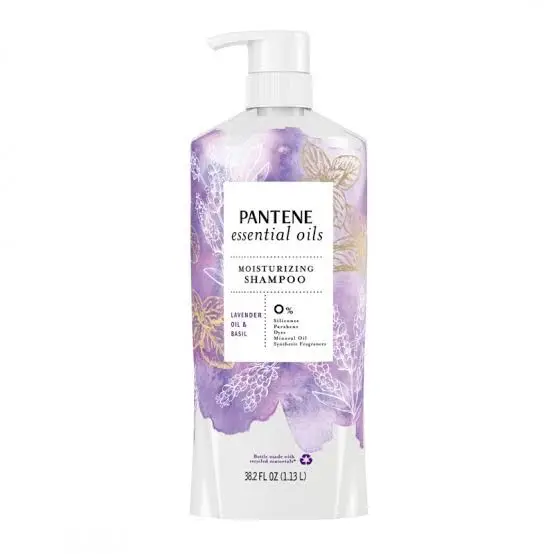 PANTENE
essential oils
MOISTURIZING
SHAMPOO
LAVENDER
OIL &
BASIL
0%
Silicones
Parabens
Dyes
Mineral Oil
Synthetic Fragrances
Bottle made with
recycled materials*
38.2 FL OZ (1.13 L)